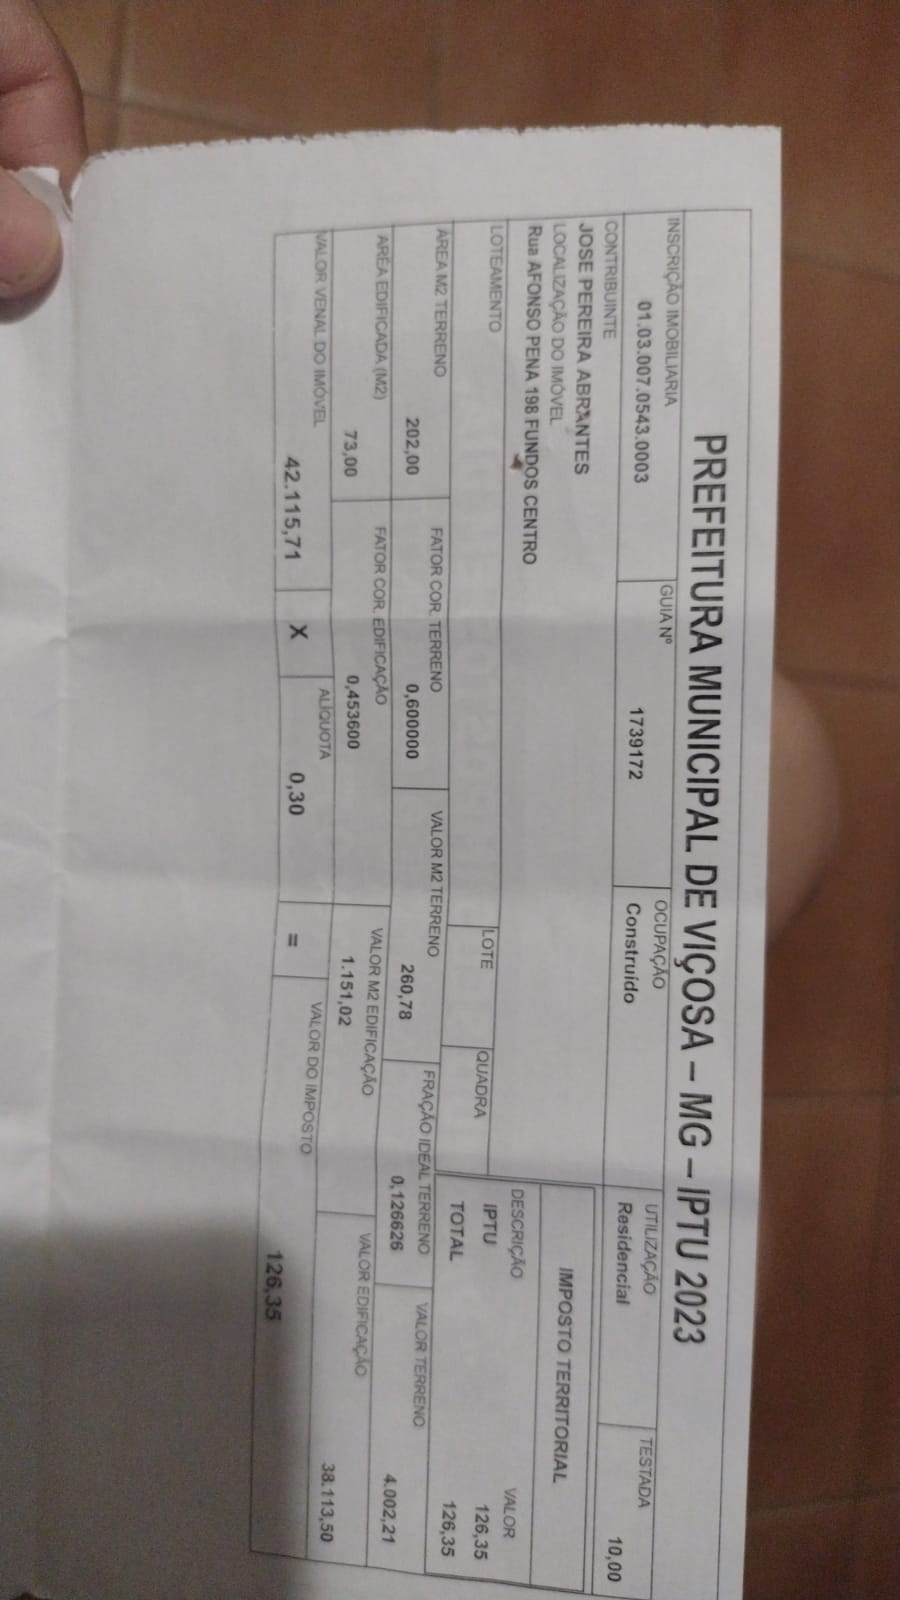 PREFEITURA MUNICIPAL DE VIÇOSA – MG – IPTU 2023
INSCRIÇÃO IMOBILIARIA GUIA Nº OCUPAÇÃO UTILIZAÇÃO TESTADA
01.03.007.0543.0003 1739172 Construído Residencial 10,00
CONTRIBUINTE
JOSE PEREIRA ABRANTES
LOCALIZAÇÃO DO IMÓVEL
Rua AFONSO PENA 198 FUNDOS CENTRO
IMPOSTO TERRITORIAL
LOTEAMENTO LOTE QUADRA
DESCRIÇÃO VALOR
IPTU 126,35
TOTAL 126,35
AREA M2 TERRENO FATOR COR. TERRENO VALOR M2 TERRENO FRAÇÃO IDEAL TERRENO VALOR TERRENO
202,00 0,600000 260,78 0,126626 4.002,21
AREA EDIFICADA (M2) FATOR COR. EDIFICAÇÃO VALOR M2 EDIFICAÇÃO VALOR EDIFICAÇÃO
73,00 0,453600 1.151,02 38.113,50
VALOR VENAL DO IMÓVEL ALÍQUOTA VALOR DO IMPOSTO
42.115,71 X 0,30 = 126,35